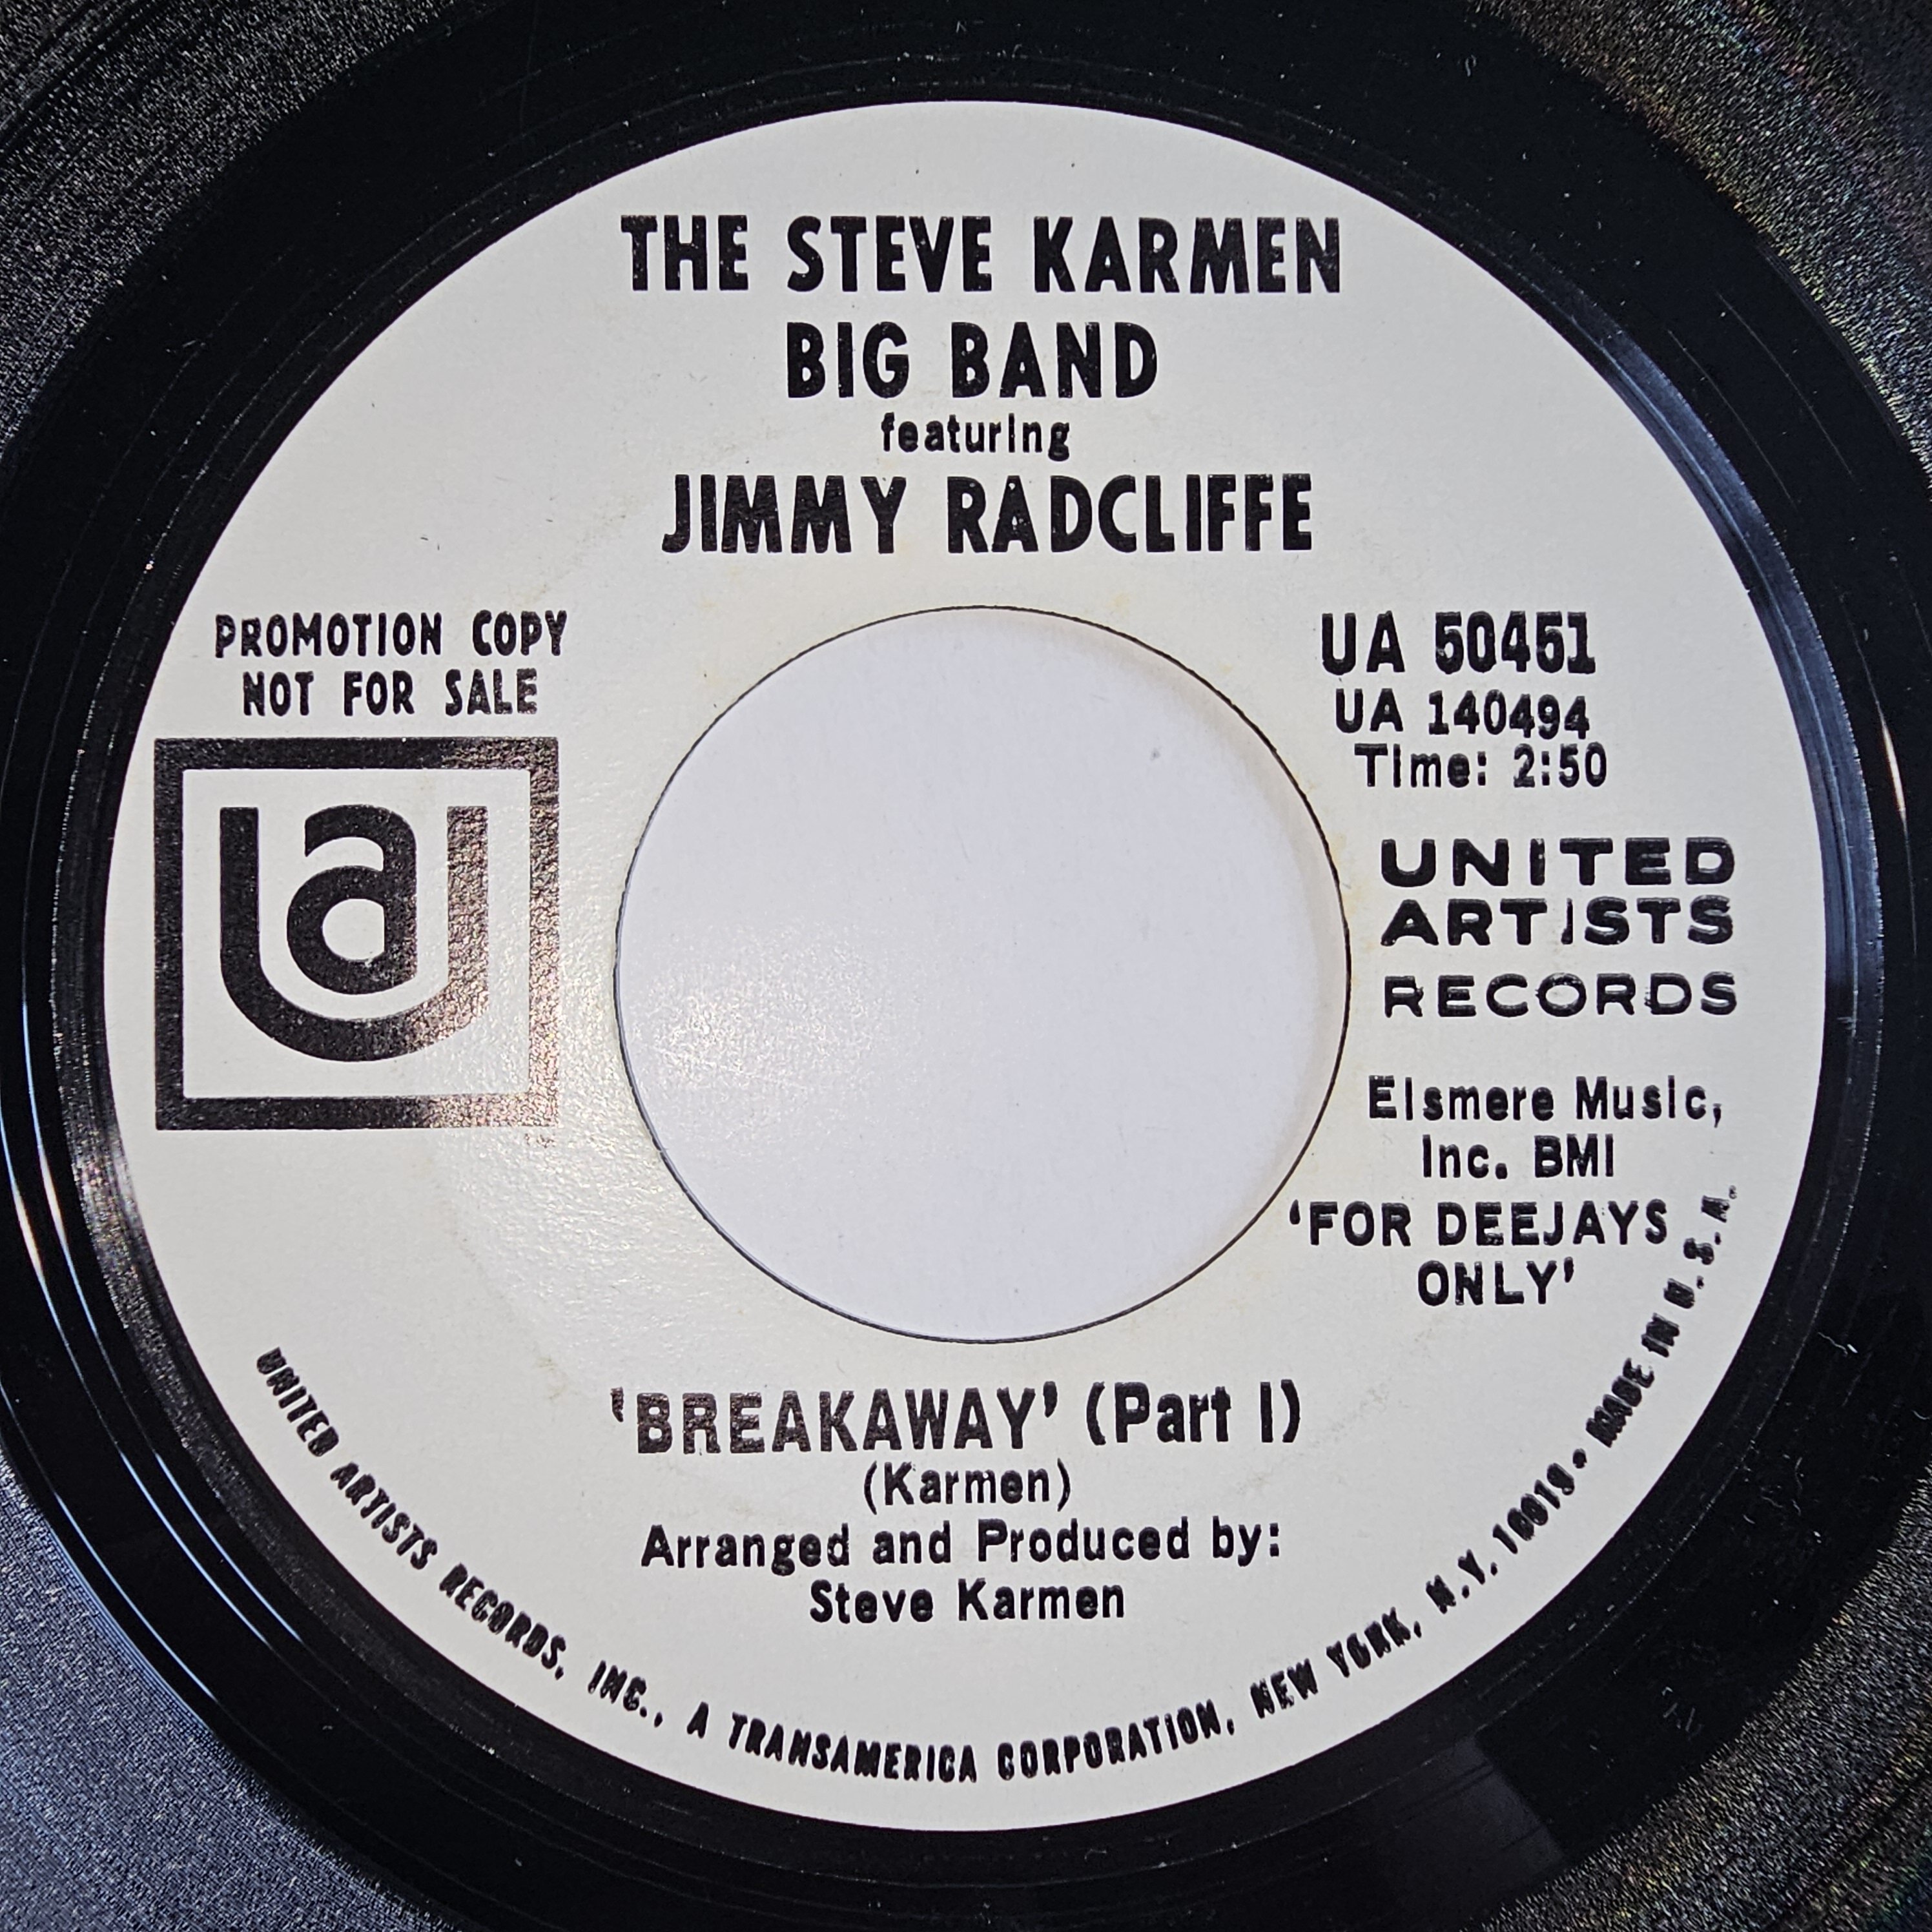 THE STEVE KARMEN
BIG BAND
featuring
JIMMY RADCLIFFE
PROMOTION COPY
NOT FOR SALE
ua
UA 50451
UA 140494
Time: 2:50
UNITED
ARTISTS
RECORDS
Elsmere Music,
Inc. BMI
'FOR DEEJAYS
ONLY'
'BREAKAWAY' (Part I)
(Karmen)
Arranged and Produced by:
Steve Karmen
UNITED ARTISTS RECORDS, INC., A TRANSAMERICA CORPORATION, NEW YORK, N.Y. 10019 • MADE IN U.S.A.